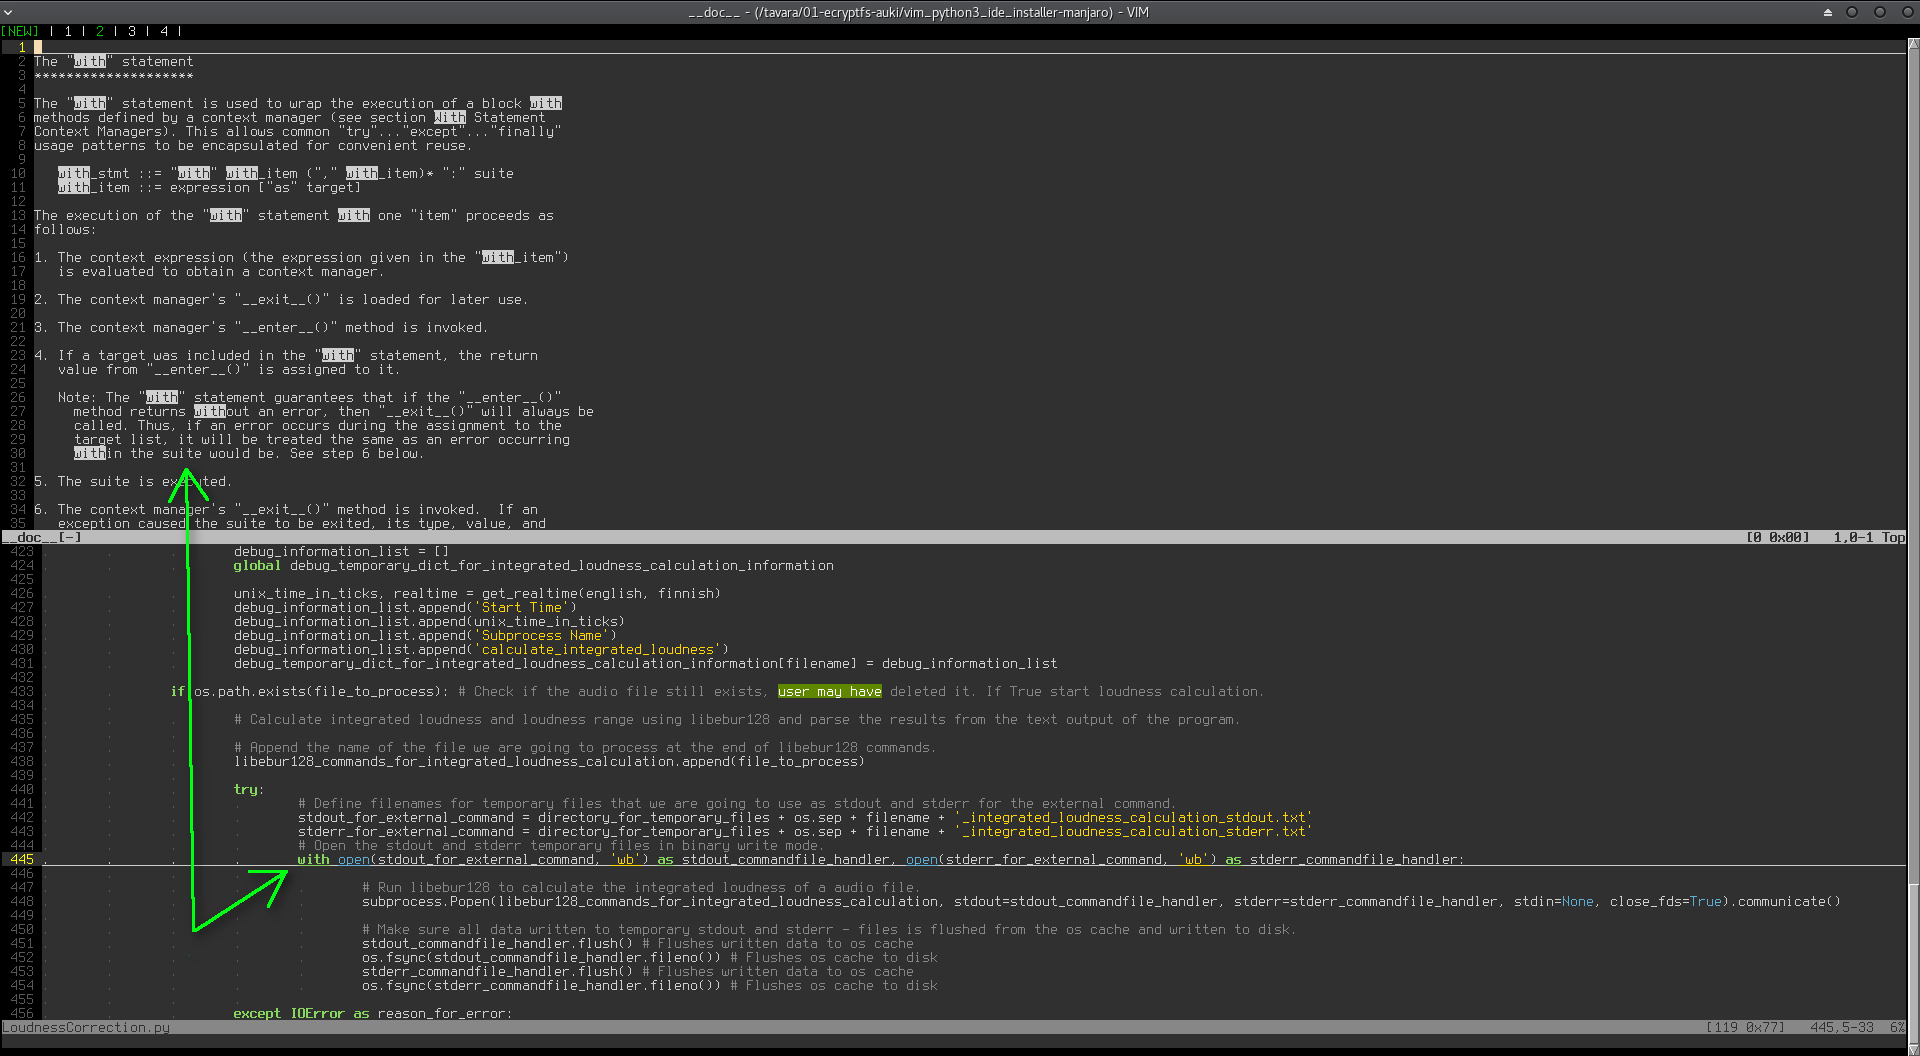 __doc__ - (/tavara/01-ecryptfs-auki/vim_python3_ide_installer-manjaro) - VIM
[NEW] | 1 | 2 | 3 | 4 |
1
2 The "with" statement
3 ********************
4
5 The "with" statement is used to wrap the execution of a block with
6 methods defined by a context manager (see section With Statement
7 Context Managers). This allows common "try"..."except"..."finally"
8 usage patterns to be encapsulated for convenient reuse.
9
10    with_stmt ::= "with" with_item ("," with_item)* ":" suite
11    with_item ::= expression ["as" target]
12
13 The execution of the "with" statement with one "item" proceeds as
14 follows:
15
16 1. The context expression (the expression given in the "with_item")
17    is evaluated to obtain a context manager.
18
19 2. The context manager's "__exit__()" is loaded for later use.
20
21 3. The context manager's "__enter__()" method is invoked.
22
23 4. If a target was included in the "with" statement, the return
24    value from "__enter__()" is assigned to it.
25
26    Note: The "with" statement guarantees that if the "__enter__()"
27      method returns without an error, then "__exit__()" will always be
28      called. Thus, if an error occurs during the assignment to the
29      target list, it will be treated the same as an error occurring
30      within the suite would be. See step 6 below.
31
32 5. The suite is executed.
33
34 6. The context manager's "__exit__()" method is invoked.  If an
35    exception caused the suite to be exited, its type, value, and
__doc__[-] [0 0x00] 1,0-1 Top
423 debug_information_list = []
424 global debug_temporary_dict_for_integrated_loudness_calculation_information
425
426 unix_time_in_ticks, realtime = get_realtime(english, finnish)
427 debug_information_list.append('Start Time')
428 debug_information_list.append(unix_time_in_ticks)
429 debug_information_list.append('Subprocess Name')
430 debug_information_list.append('calculate_integrated_loudness')
431 debug_temporary_dict_for_integrated_loudness_calculation_information[filename] = debug_information_list
432
433 if os.path.exists(file_to_process): # Check if the audio file still exists, user may have deleted it. If True start loudness calculation.
434
435 # Calculate integrated loudness and loudness range using libebur128 and parse the results from the text output of the program.
436
437 # Append the name of the file we are going to process at the end of libebur128 commands.
438 libebur128_commands_for_integrated_loudness_calculation.append(file_to_process)
439
440 try:
441 # Define filenames for temporary files that we are going to use as stdout and stderr for the external command.
442 stdout_for_external_command = directory_for_temporary_files + os.sep + filename + '_integrated_loudness_calculation_stdout.txt'
443 stderr_for_external_command = directory_for_temporary_files + os.sep + filename + '_integrated_loudness_calculation_stderr.txt'
444 # Open the stdout and stderr temporary files in binary write mode.
445 with open(stdout_for_external_command, 'wb') as stdout_commandfile_handler, open(stderr_for_external_command, 'wb') as stderr_commandfile_handler:
446
447 # Run libebur128 to calculate the integrated loudness of a audio file.
448 subprocess.Popen(libebur128_commands_for_integrated_loudness_calculation, stdout=stdout_commandfile_handler, stderr=stderr_commandfile_handler, stdin=None, close_fds=True).communicate()
449
450 # Make sure all data written to temporary stdout and stderr - files is flushed from the os cache and written to disk.
451 stdout_commandfile_handler.flush() # Flushes written data to os cache
452 os.fsync(stdout_commandfile_handler.fileno()) # Flushes os cache to disk
453 stderr_commandfile_handler.flush() # Flushes written data to os cache
454 os.fsync(stderr_commandfile_handler.fileno()) # Flushes os cache to disk
455
456 except IOError as reason_for_error:
LoudnessCorrection.py [119 0x77] 445,5-33 6%